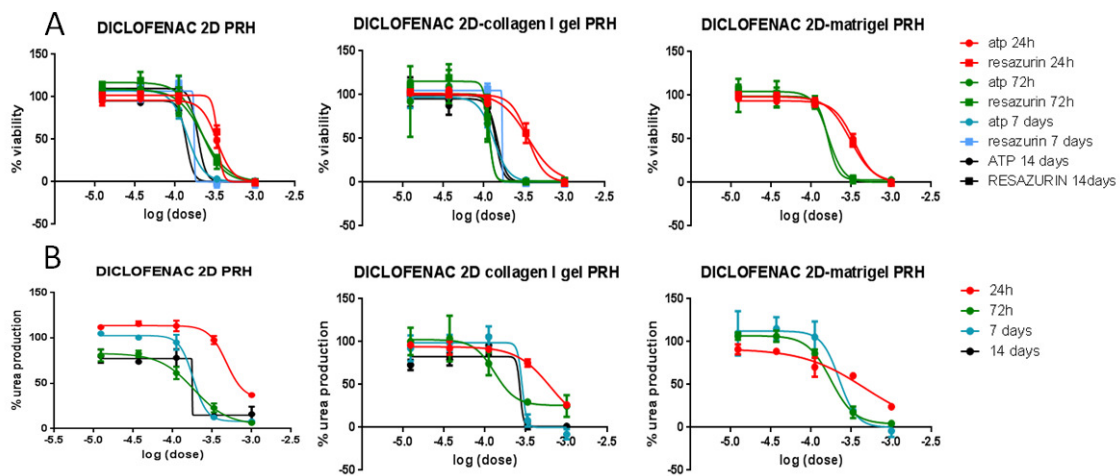 A
DICLOFENAC 2D PRH
DICLOFENAC 2D-collagen I gel PRH
DICLOFENAC 2D-matrigel PRH
% viability
150
100
50
0
-50
-5.0 -4.5 -4.0 -3.5 -3.0 -2.5
log (dose)
% viability
150
100
50
0
-50
-5.0 -4.5 -4.0 -3.5 -3.0 -2.5
log (dose)
% viability
150
100
50
0
-50
-5.0 -4.5 -4.0 -3.5 -3.0 -2.5
log (dose)
atp 24h
resazurin 24h
atp 72h
resazurin 72h
atp 7 days
resazurin 7 days
ATP 14 days
RESAZURIN 14days
B
DICLOFENAC 2D PRH
DICLOFENAC 2D collagen I gel PRH
DICLOFENAC 2D-matrigel PRH
% urea production
150
100
50
0
5.5 -5.0 -4.5 -4.0 -3.5 -3.0 -2.5
log (dose)
% urea production
150
100
50
0
-50
-5.0 -4.5 -4.0 -3.5 -3.0 -2.5
log (dose)
% urea production
150
100
50
0
-50
-5.0 -4.5 -4.0 -3.5 -3.0 -2.5
log (dose)
24h
72h
7 days
14 days